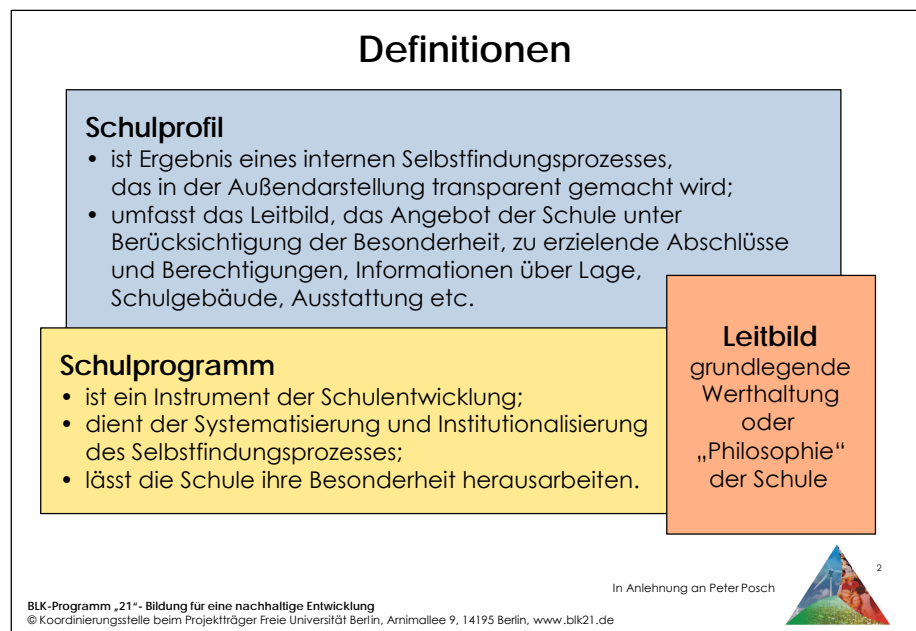 Definitionen
Schulprofil
• ist Ergebnis eines internen Selbstfindungsprozesses,
das in der Außendarstellung transparent gemacht wird;
• umfasst das Leitbild, das Angebot der Schule unter
Berücksichtigung der Besonderheit, zu erzielende Abschlüsse
und Berechtigungen, Informationen über Lage,
Schulgebäude, Ausstattung etc.
Schulprogramm
• ist ein Instrument der Schulentwicklung;
• dient der Systematisierung und Institutionalisierung
des Selbstfindungsprozesses;
• lässt die Schule ihre Besonderheit herausarbeiten.
Leitbild
grundlegende
Werthaltung
oder
„Philosophie“
der Schule
In Anlehnung an Peter Posch
2
BLK-Programm „21“- Bildung für eine nachhaltige Entwicklung
© Koordinierungsstelle beim Projektträger Freie Universität Berlin, Arnimallee 9, 14195 Berlin, www.blk21.de